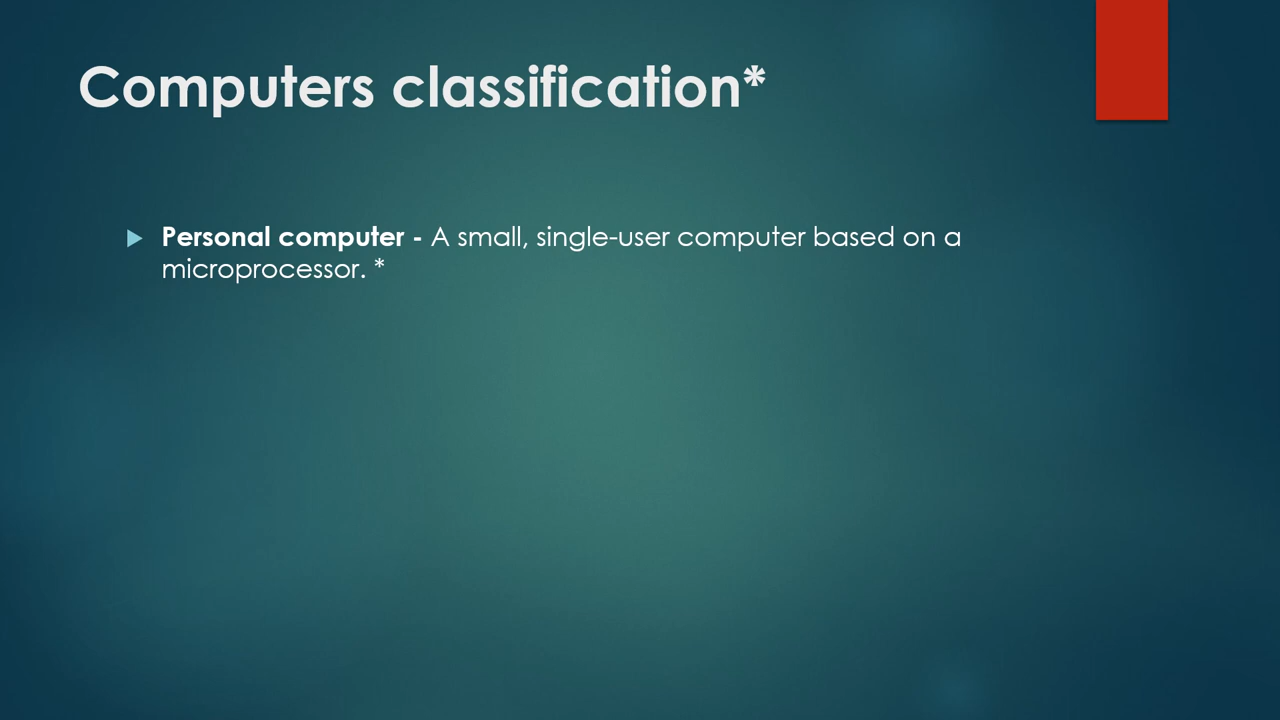 Computers classification*
Personal computer - A small, single-user computer based on a
microprocessor. *